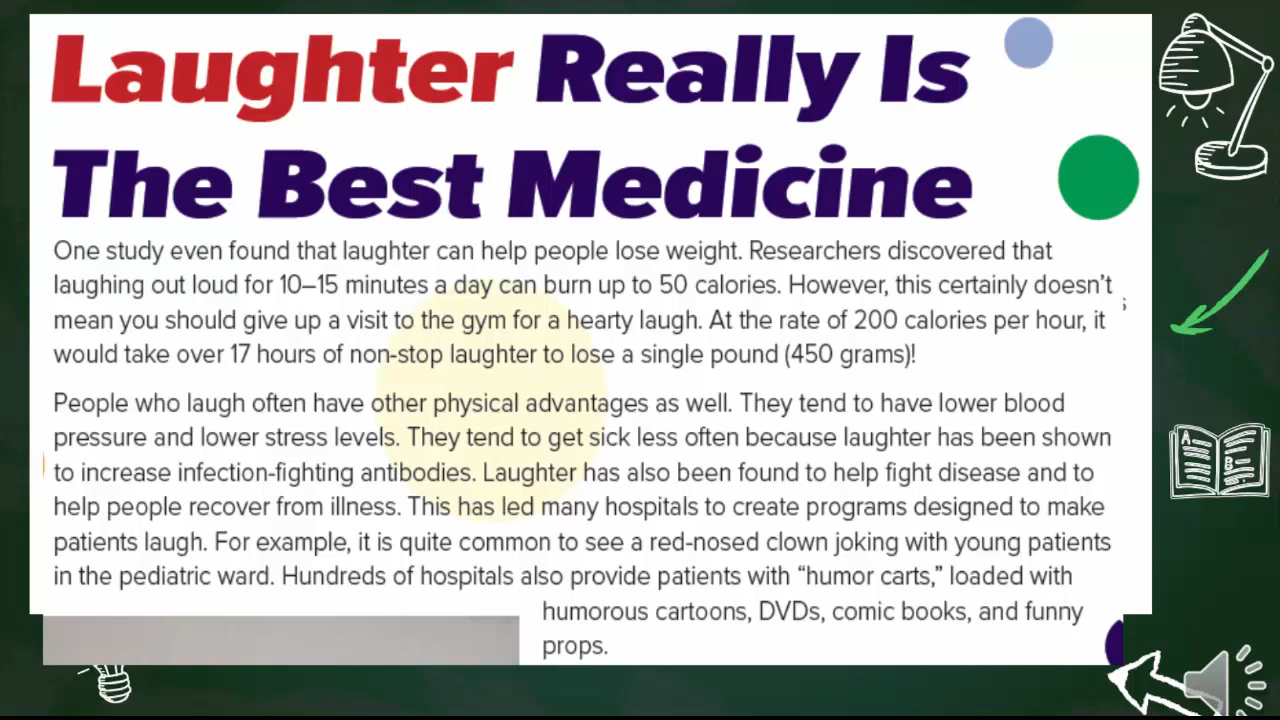 Laughter Really Is
The Best Medicine
One study even found that laughter can help people lose weight. Researchers discovered that
laughing out loud for 10–15 minutes a day can burn up to 50 calories. However, this certainly doesn't
mean you should give up a visit to the gym for a hearty laugh. At the rate of 200 calories per hour, it
would take over 17 hours of non-stop laughter to lose a single pound (450 grams)!
People who laugh often have other physical advantages as well. They tend to have lower blood
pressure and lower stress levels. They tend to get sick less often because laughter has been shown
to increase infection-fighting antibodies. Laughter has also been found to help fight disease and to
help people recover from illness. This has led many hospitals to create programs designed to make
patients laugh. For example, it is quite common to see a red-nosed clown joking with young patients
in the pediatric ward. Hundreds of hospitals also provide patients with “humor carts,” loaded with
humorous cartoons, DVDs, comic books, and funny
props.